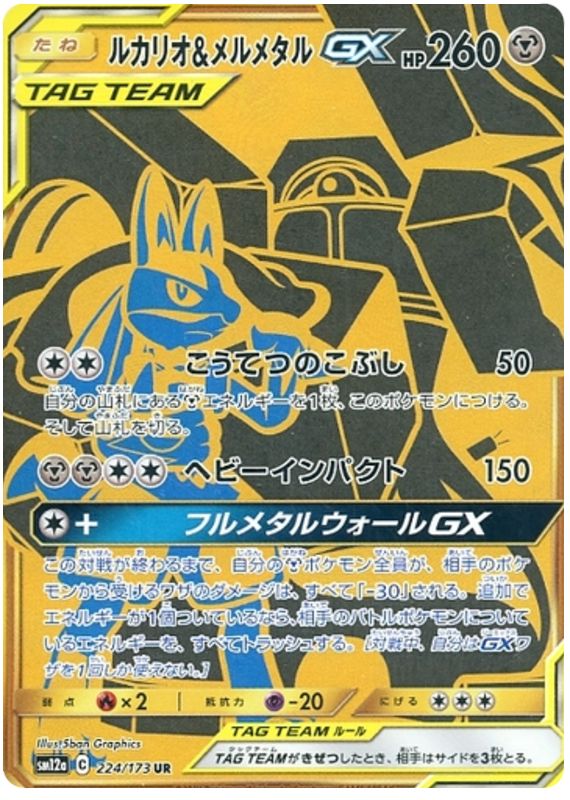 たね ルカリオ&メルメタルGX HP260
TAG TEAM
こうてつのこぶし 50
自分の山札にあるエネルギーを1枚、このポケモンにつける。
そして山札を切る。
ヘビーインパクト 150
+ フルメタルウォールGX
この対戦が終わるまで、自分のポケモン全員が、相手のポケ
モンから受けるワザのダメージは、すべて「-30」される。追加で
エネルギーが1個ついているなら、相手のバトルポケモンについて
いるエネルギーを、すべてトラッシュする。[対戦中、自分はGXワ
ザを1回しか使えない。]
弱点 ×2 抵抗力 -20 にげる
Illus. 5ban Graphics
TAG TEAM ルール
sm12a C 224/173 UR
TAG TEAMがきぜつしたとき、相手はサイドを3枚とる。